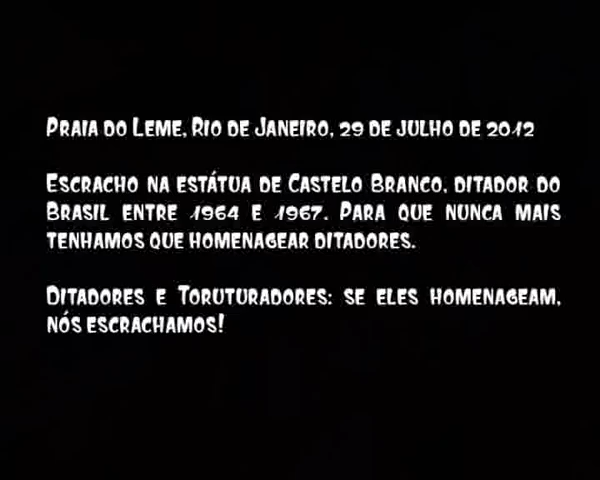 Praia do Leme, Rio de Janeiro, 29 de julho de 2012
Escracho na estátua de Castelo Branco, ditador do
Brasil entre 1964 e 1967. Para que nunca mais
tenhamos que homenagear ditadores.
Ditadores e Toruturadores: se eles homenageam,
nós escrachamos!